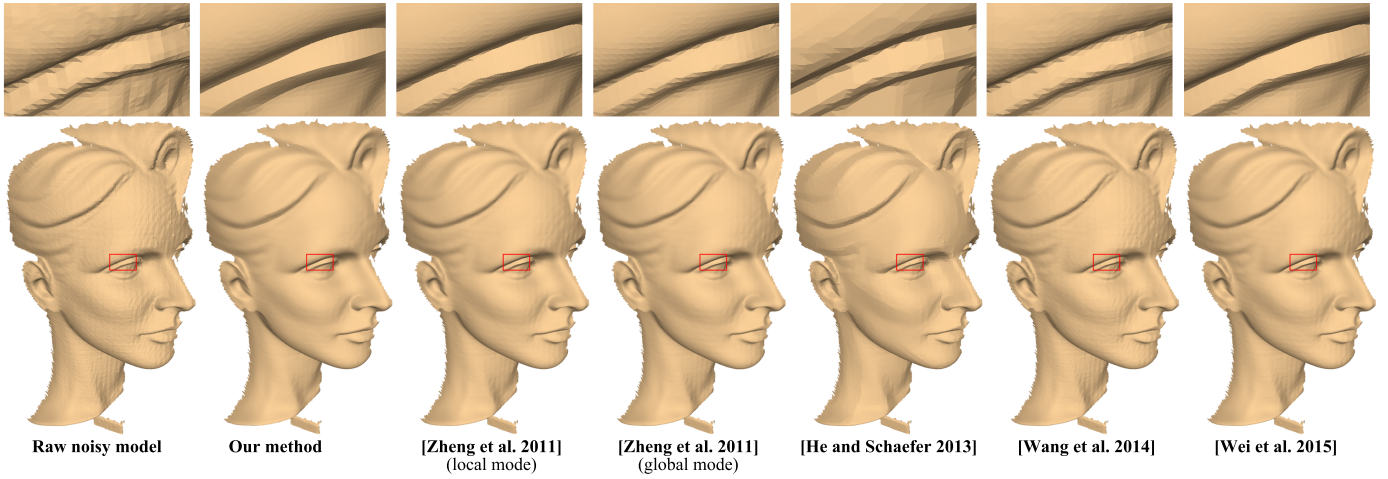 Raw noisy model
Our method
[Zheng et al. 2011]
(local mode)
[Zheng et al. 2011]
(global mode)
[He and Schaefer 2013]
[Wang et al. 2014]
[Wei et al. 2015]